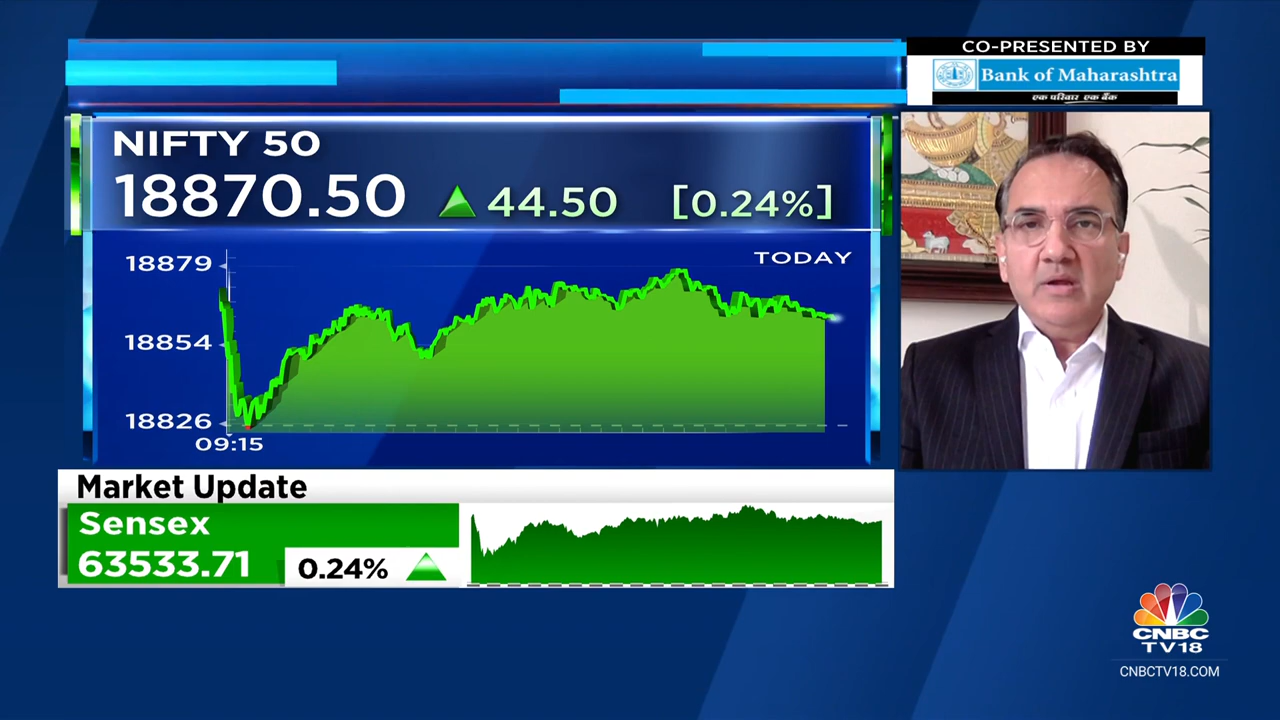 CO-PRESENTED BY
Bank of Maharashtra
एक परिवार एक बैंक
NIFTY 50
18870.50 ▲ 44.50 [0.24%]
TODAY
18879
18854
18826
09:15
Market Update
Sensex
63533.71
0.24%
CNBC
TV18
CNBCTV18.COM